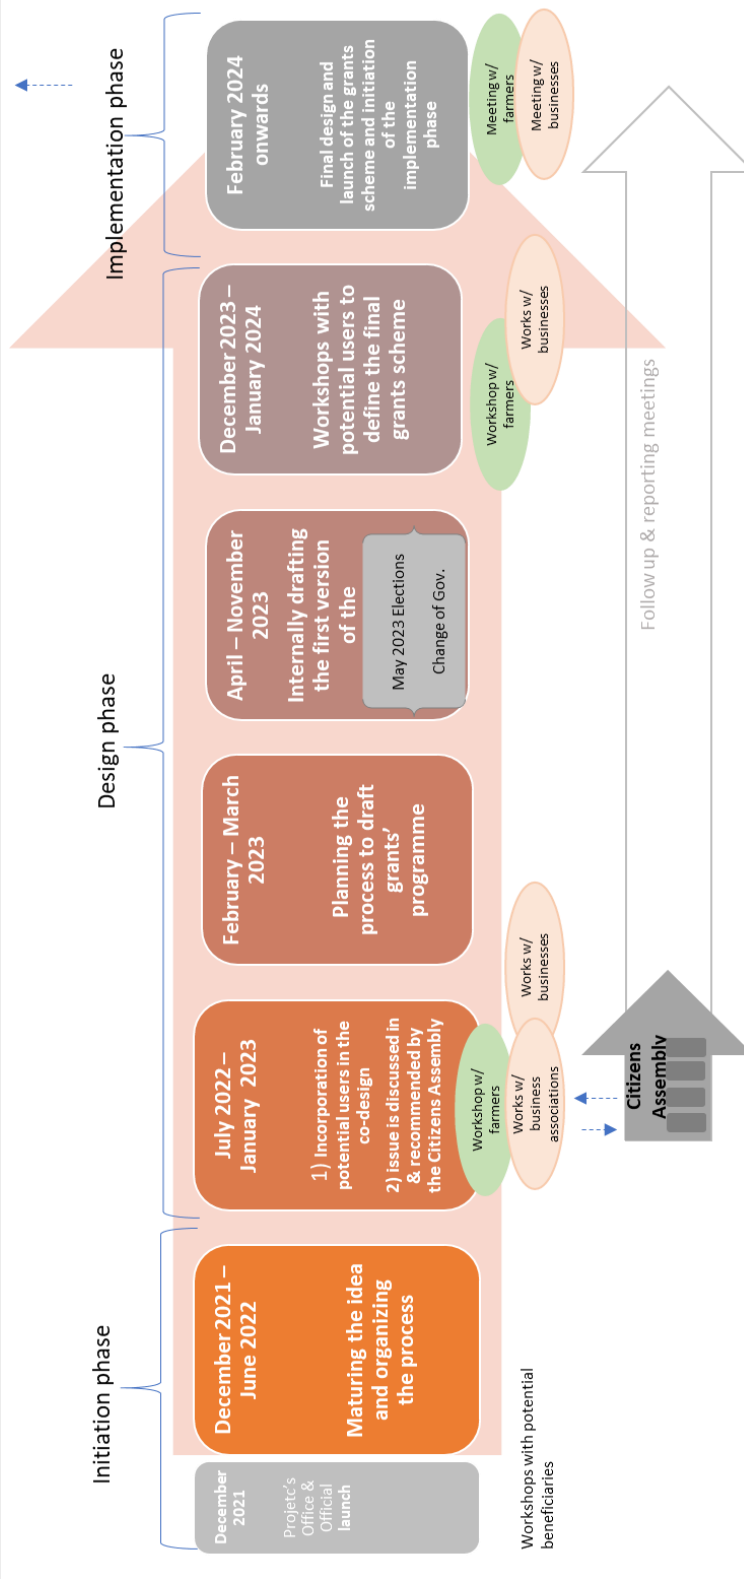 Initiation phase
Design phase
Implementation phase
December
2021
Projetc’s
Office &
Official
launch
December 2021 –
June 2022
Maturing the idea
and organizing
the process
July 2022 –
January 2023
1) Incorporation of
potential users in the
co-design
2) issue is discussed in
& recommended by
the Citizens Assembly
February – March
2023
Planning the
process to draft
grants’
programme
April – November
2023
Internally drafting
the first version
of the
May 2023 Elections
Change of Gov.
December 2023 –
January 2024
Workshops with
potential users to
define the final
grants scheme
February 2024
onwards
Final design and
launch of the grants
scheme and initiation
of the
implementation
phase
Workshops with potential
beneficiaries
Workshop w/
farmers
Works w/
business
associations
Works w/
businesses
Workshop w/
farmers
Works w/
businesses
Meeting w/
farmers
Meeting w/
businesses
Citizens
Assembly
Follow up & reporting meetings